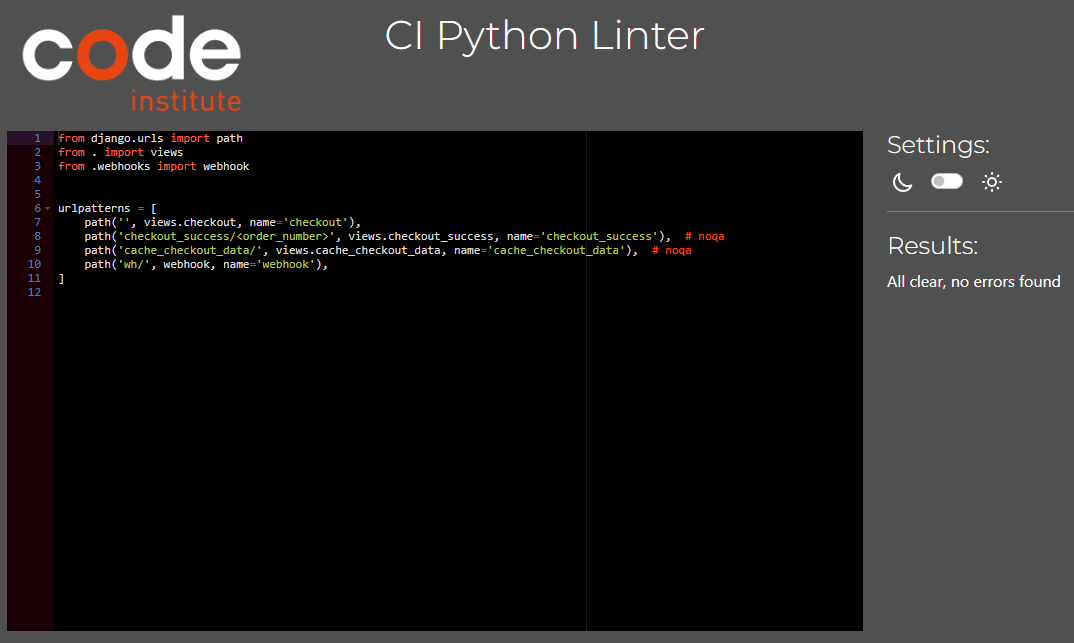 code
institute
CI Python Linter
1 from django.urls import path
2 from . import views
3 from .webhooks import webhook
4
5
6 urlpatterns = [
7     path('', views.checkout, name='checkout'),
8     path('checkout_success/<order_number>', views.checkout_success, name='checkout_success'),  # noqa
9     path('cache_checkout_data/', views.cache_checkout_data, name='cache_checkout_data'),  # noqa
10     path('wh/', webhook, name='webhook'),
11 ]
12
Settings:
Results:
All clear, no errors found